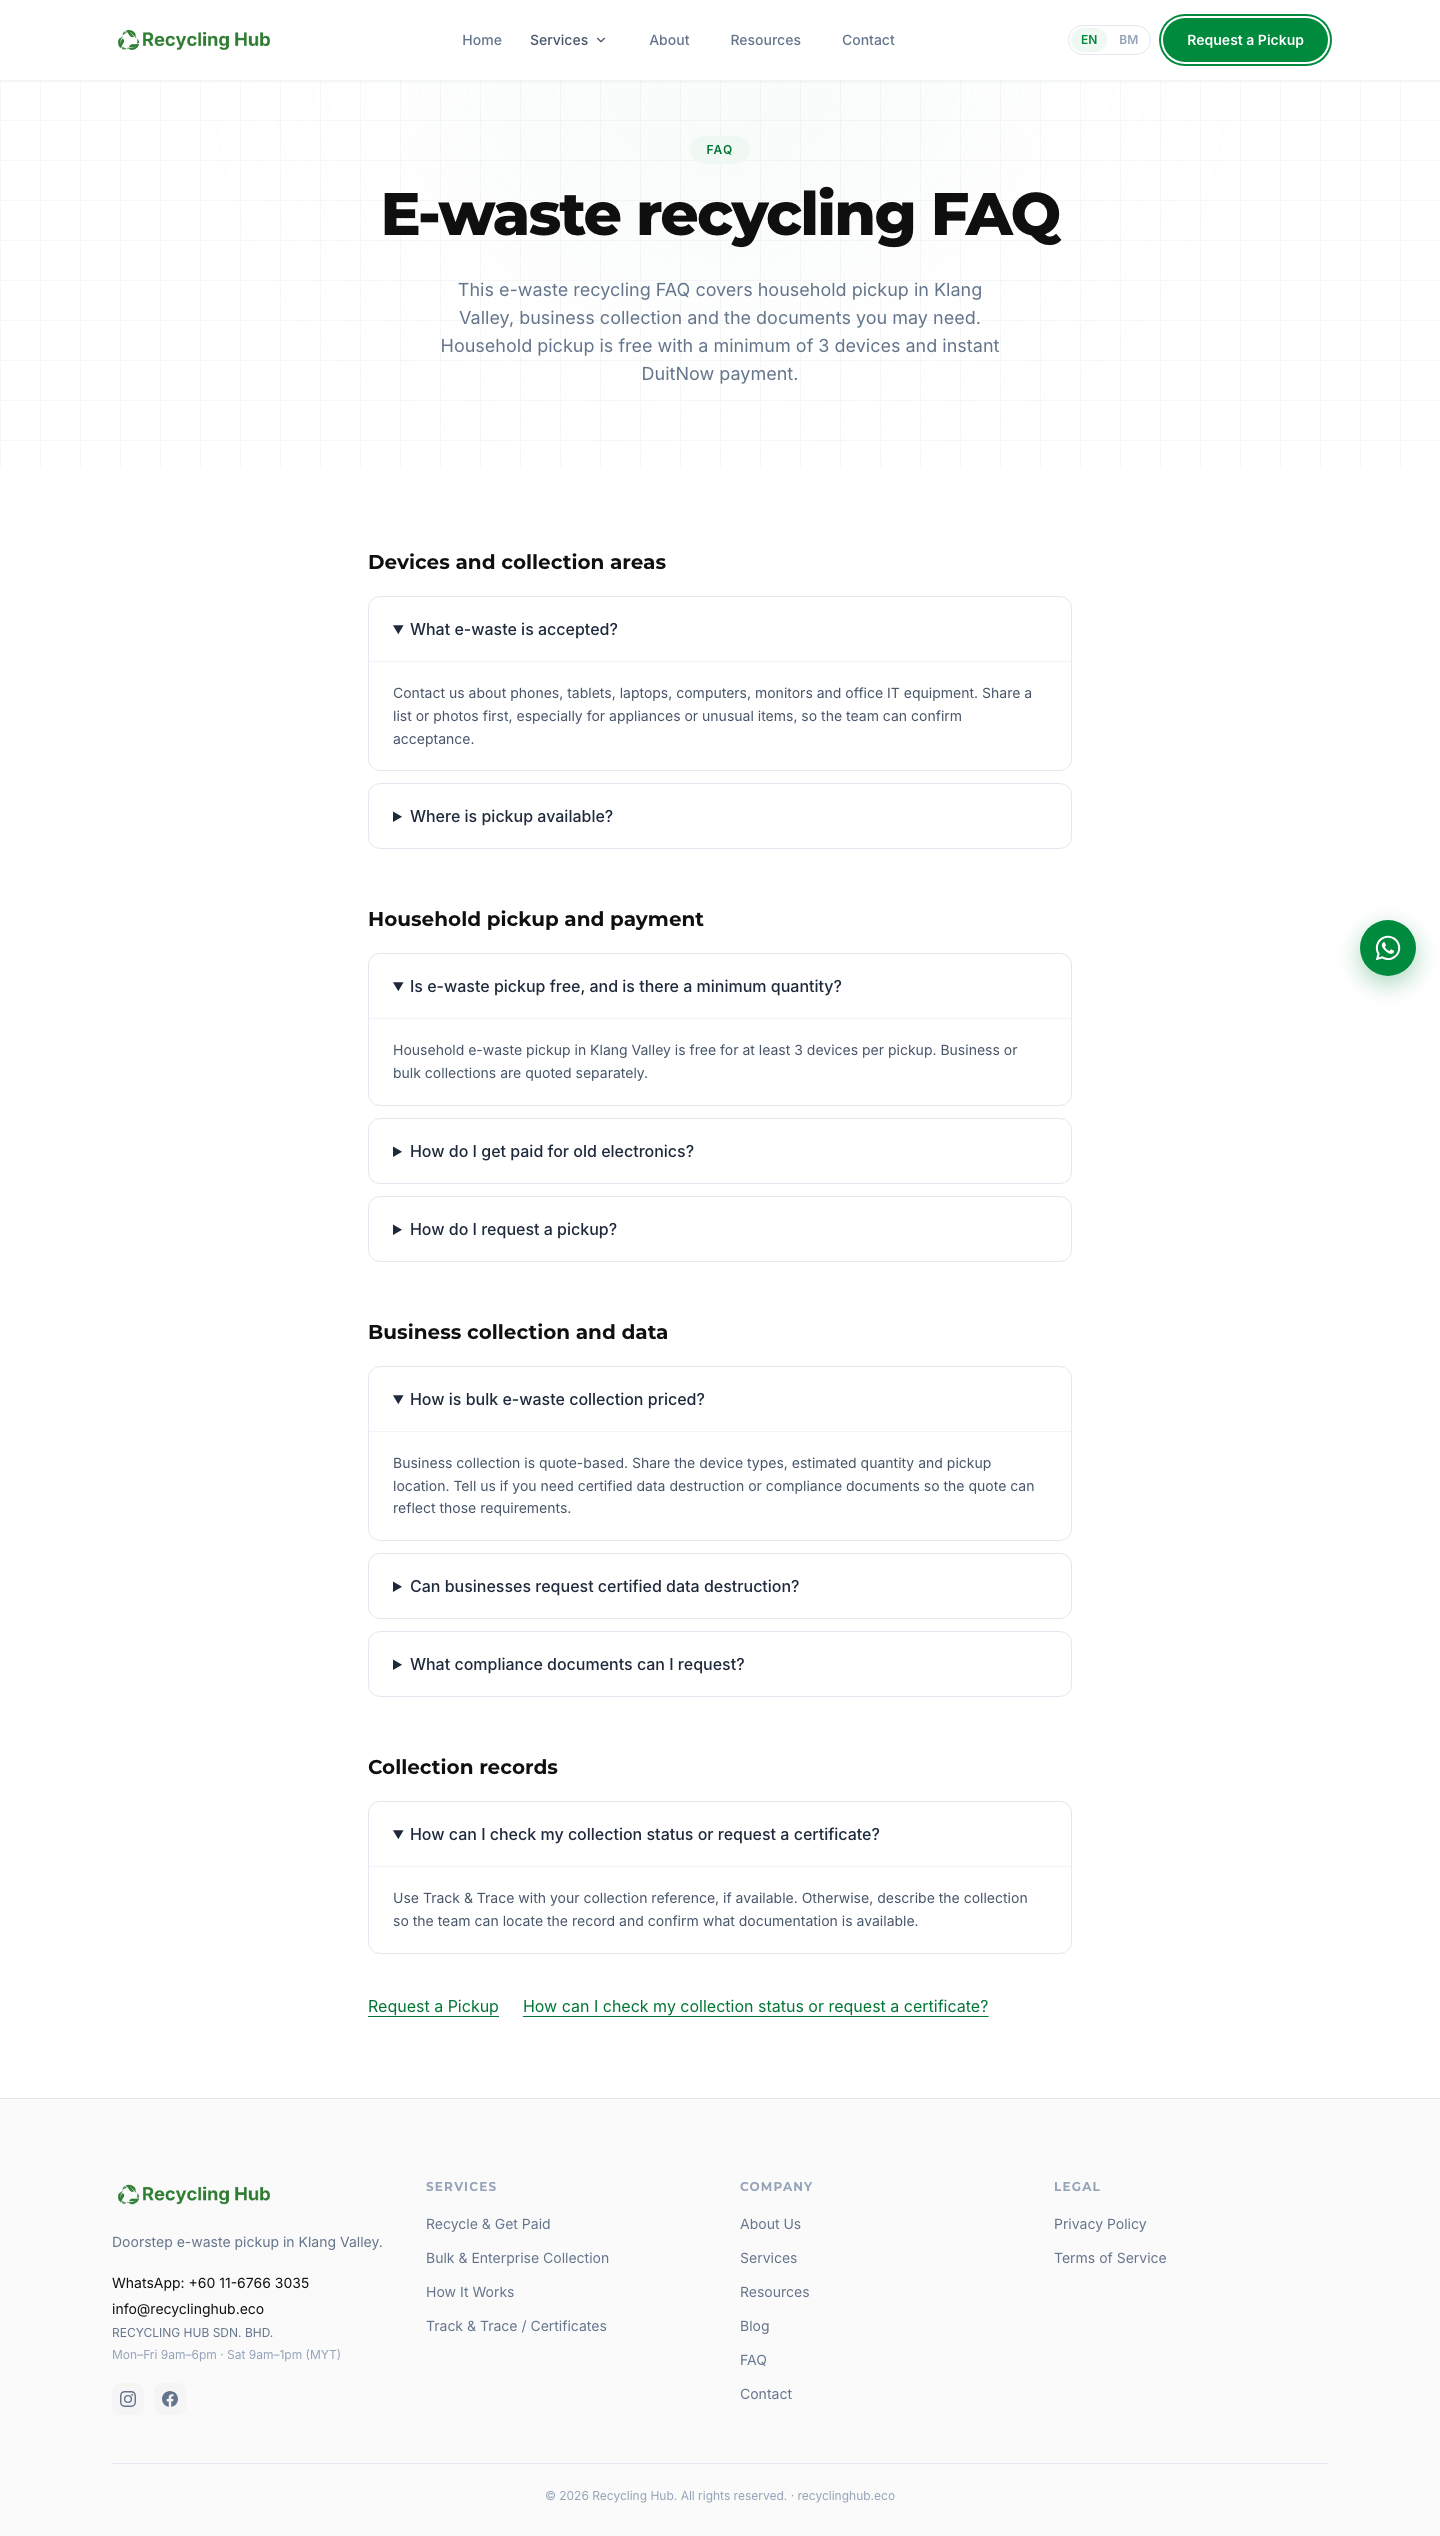 Recycling Hub
Home
Services
About
Resources
Contact
EN
BM
Request a Pickup
FAQ
E-waste recycling FAQ
This e-waste recycling FAQ covers household pickup in Klang
Valley, business collection and the documents you may need.
Household pickup is free with a minimum of 3 devices and instant
DuitNow payment.
Devices and collection areas
What e-waste is accepted?
Contact us about phones, tablets, laptops, computers, monitors and office IT equipment. Share a
list or photos first, especially for appliances or unusual items, so the team can confirm
acceptance.
Where is pickup available?
Household pickup and payment
Is e-waste pickup free, and is there a minimum quantity?
Household e-waste pickup in Klang Valley is free for at least 3 devices per pickup. Business or
bulk collections are quoted separately.
How do I get paid for old electronics?
How do I request a pickup?
Business collection and data
How is bulk e-waste collection priced?
Business collection is quote-based. Share the device types, estimated quantity and pickup
location. Tell us if you need certified data destruction or compliance documents so the quote can
reflect those requirements.
Can businesses request certified data destruction?
What compliance documents can I request?
Collection records
How can I check my collection status or request a certificate?
Use Track & Trace with your collection reference, if available. Otherwise, describe the collection
so the team can locate the record and confirm what documentation is available.
Request a Pickup
How can I check my collection status or request a certificate?
Recycling Hub
Doorstep e-waste pickup in Klang Valley.
WhatsApp: +60 11-6766 3035
info@recyclinghub.eco
RECYCLING HUB SDN. BHD.
Mon–Fri 9am–6pm · Sat 9am–1pm (MYT)
SERVICES
Recycle & Get Paid
Bulk & Enterprise Collection
How It Works
Track & Trace / Certificates
COMPANY
About Us
Services
Resources
Blog
FAQ
Contact
LEGAL
Privacy Policy
Terms of Service
© 2026 Recycling Hub. All rights reserved. · recyclinghub.eco